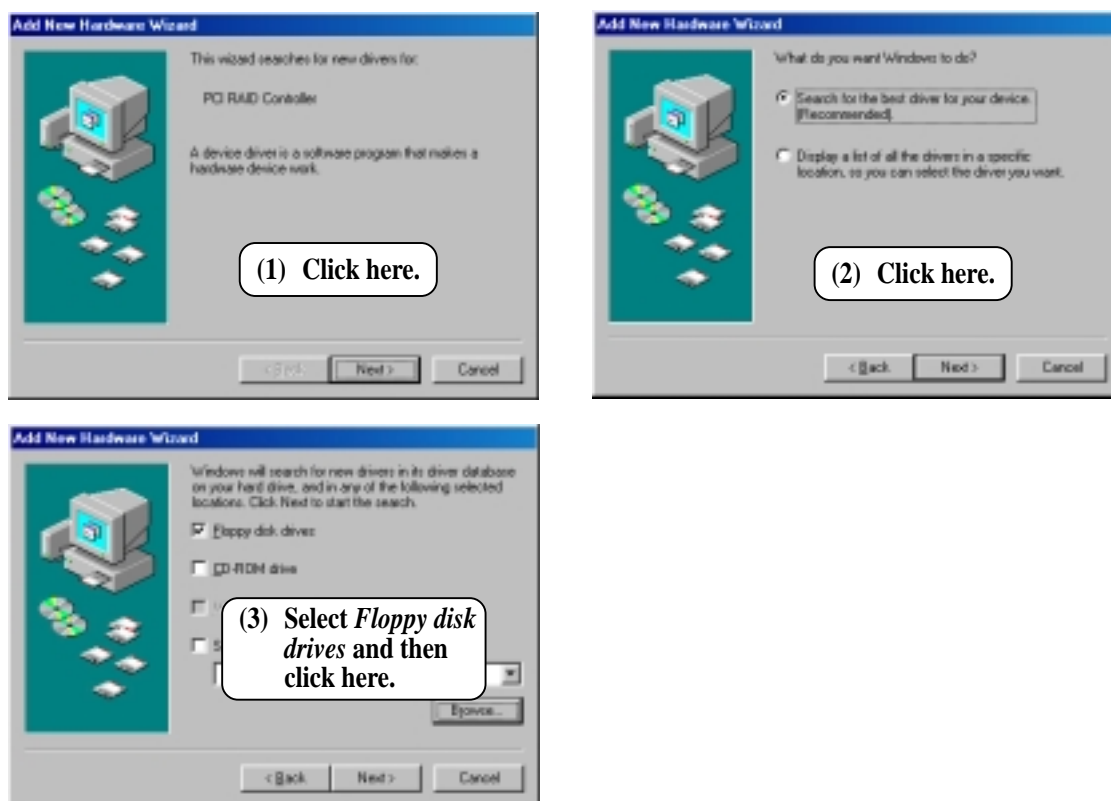 Add New Hardware Wizard
This wizard searches for new drivers for:
PCI RAID Controller
A device driver is a software program that makes a
hardware device work.
(1) Click here.
< Back
Next >
Cancel
Add New Hardware Wizard
What do you want Windows to do?
Search for the best driver for your device.
(Recommended).
Display a list of all the drivers in a specific
location, so you can select the driver you want.
(2) Click here.
< Back
Next >
Cancel
Add New Hardware Wizard
Windows will search for new drivers in its driver database
on your hard drive, and in any of the following selected
locations. Click Next to start the search.
Floppy disk drives
CD-ROM drive
(3) Select Floppy disk
drives and then
click here.
Browse...
< Back
Next >
Cancel